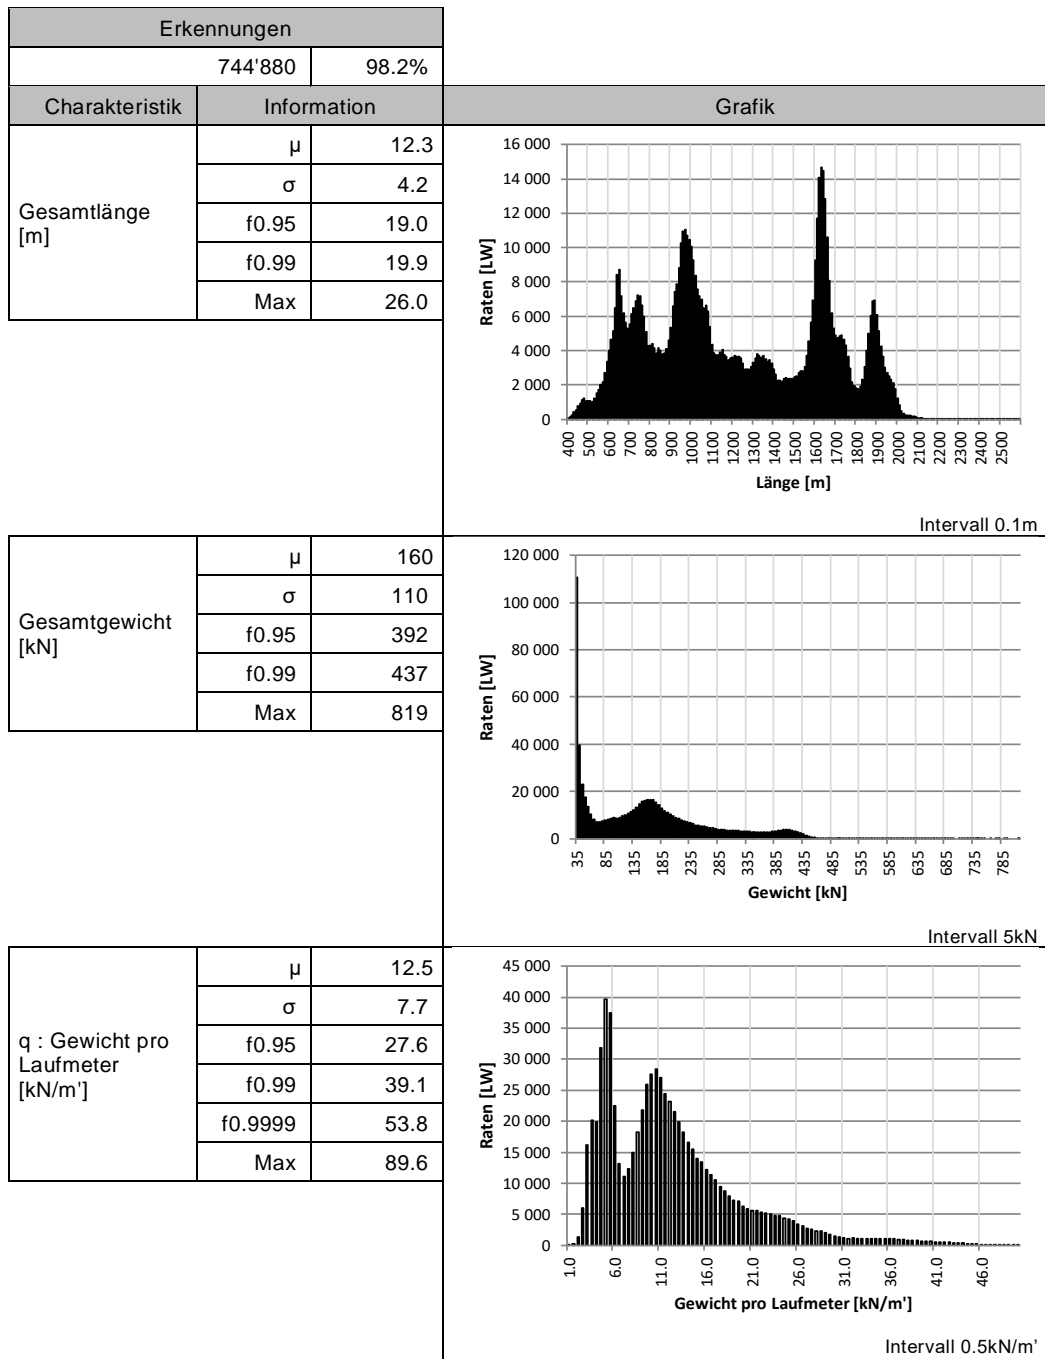 Erkennungen
744'880 98.2%
Charakteristik Information Grafik
Gesamtlänge
[m]
µ 12.3
σ 4.2
f0.95 19.0
f0.99 19.9
Max 26.0
16 000
14 000
12 000
10 000
8 000
6 000
4 000
2 000
0
Raten [LW]
400 500 600 700 800 900 1000 1100 1200 1300 1400 1500 1600 1700 1800 1900 2000 2100 2200 2300 2400 2500
Länge [m]
Intervall 0.1m
Gesamtgewicht
[kN]
µ 160
σ 110
f0.95 392
f0.99 437
Max 819
120 000
100 000
80 000
60 000
40 000
20 000
0
Raten [LW]
35 85 135 185 235 285 335 385 435 485 535 585 635 685 735 785
Gewicht [kN]
Intervall 5kN
q : Gewicht pro
Laufmeter
[kN/m']
µ 12.5
σ 7.7
f0.95 27.6
f0.99 39.1
f0.9999 53.8
Max 89.6
45 000
40 000
35 000
30 000
25 000
20 000
15 000
10 000
5 000
0
Raten [LW]
1.0 6.0 11.0 16.0 21.0 26.0 31.0 36.0 41.0 46.0
Gewicht pro Laufmeter [kN/m']
Intervall 0.5kN/m’